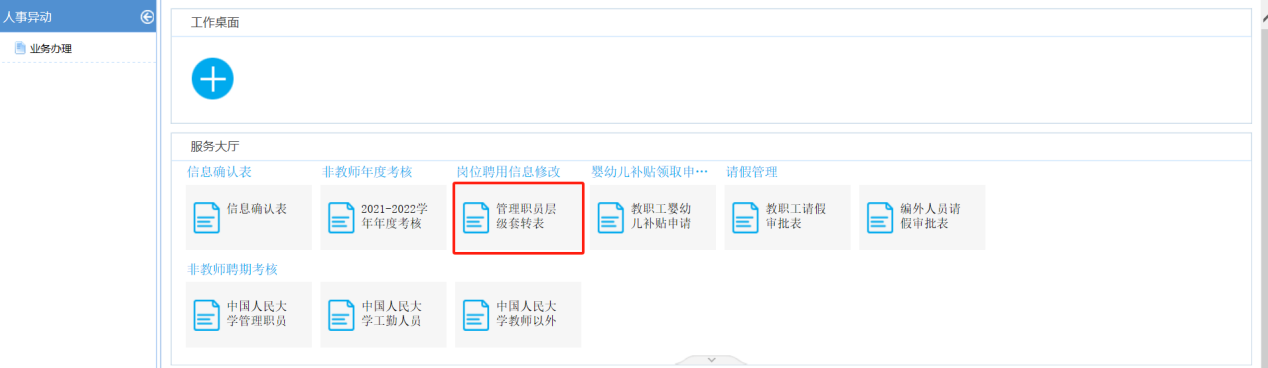 人事异动
业务办理
工作桌面
服务大厅
信息确认表
信息确认表
非教师年度考核
2021-2022学
年年度考核
岗位聘用信息修改
管理职员层
级套转表
婴幼儿补贴领取申…
教职工婴幼
儿补贴申请
请假管理
教职工请假
审批表
编外人员请
假审批表
非教师聘期考核
中国人民大
学管理职员
中国人民大
学工勤人员
中国人民大
学教师以外